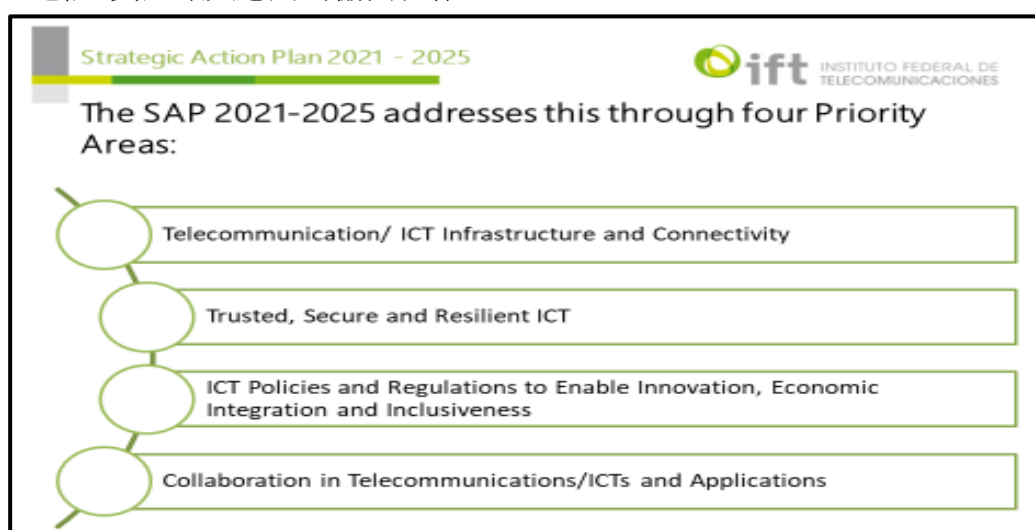 Strategic Action Plan 2021 - 2025
ift INSTITUTO FEDERAL DE
TELECOMUNICACIONES
The SAP 2021-2025 addresses this through four Priority
Areas:
Telecommunication/ ICT Infrastructure and Connectivity
Trusted, Secure and Resilient ICT
ICT Policies and Regulations to Enable Innovation, Economic
Integration and Inclusiveness
Collaboration in Telecommunications/ICTs and Applications